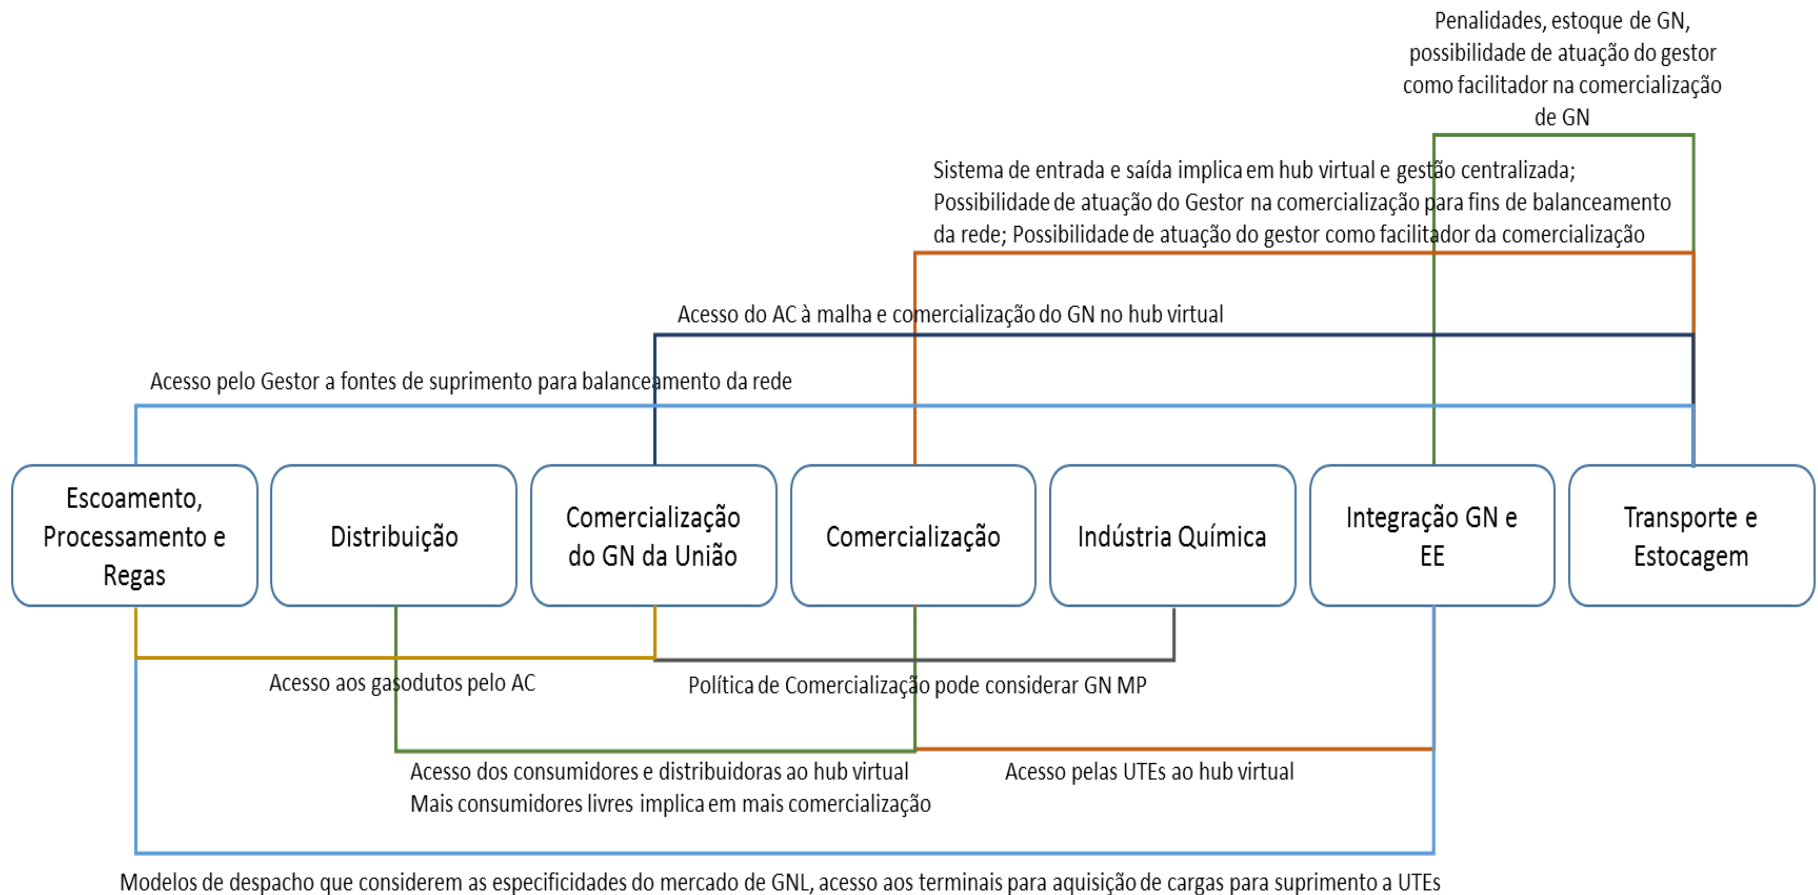 Penalidades, estoque de GN,
possibilidade de atuação do gestor
como facilitador na comercialização
de GN
Sistema de entrada e saída implica em hub virtual e gestão centralizada;
Possibilidade de atuação do Gestor na comercialização para fins de balanceamento
da rede; Possibilidade de atuação do gestor como facilitador da comercialização
Acesso do AC à malha e comercialização do GN no hub virtual
Acesso pelo Gestor a fontes de suprimento para balanceamento da rede
Escoamento,
Processamento e
Regas
Distribuição
Comercialização
do GN da União
Comercialização
Indústria Química
Integração GN e
EE
Transporte e
Estocagem
Acesso aos gasodutos pelo AC
Política de Comercialização pode considerar GN MP
Acesso dos consumidores e distribuidoras ao hub virtual
Mais consumidores livres implica em mais comercialização
Acesso pelas UTEs ao hub virtual
Modelos de despacho que considerem as especificidades do mercado de GNL, acesso aos terminais para aquisição de cargas para suprimento a UTEs